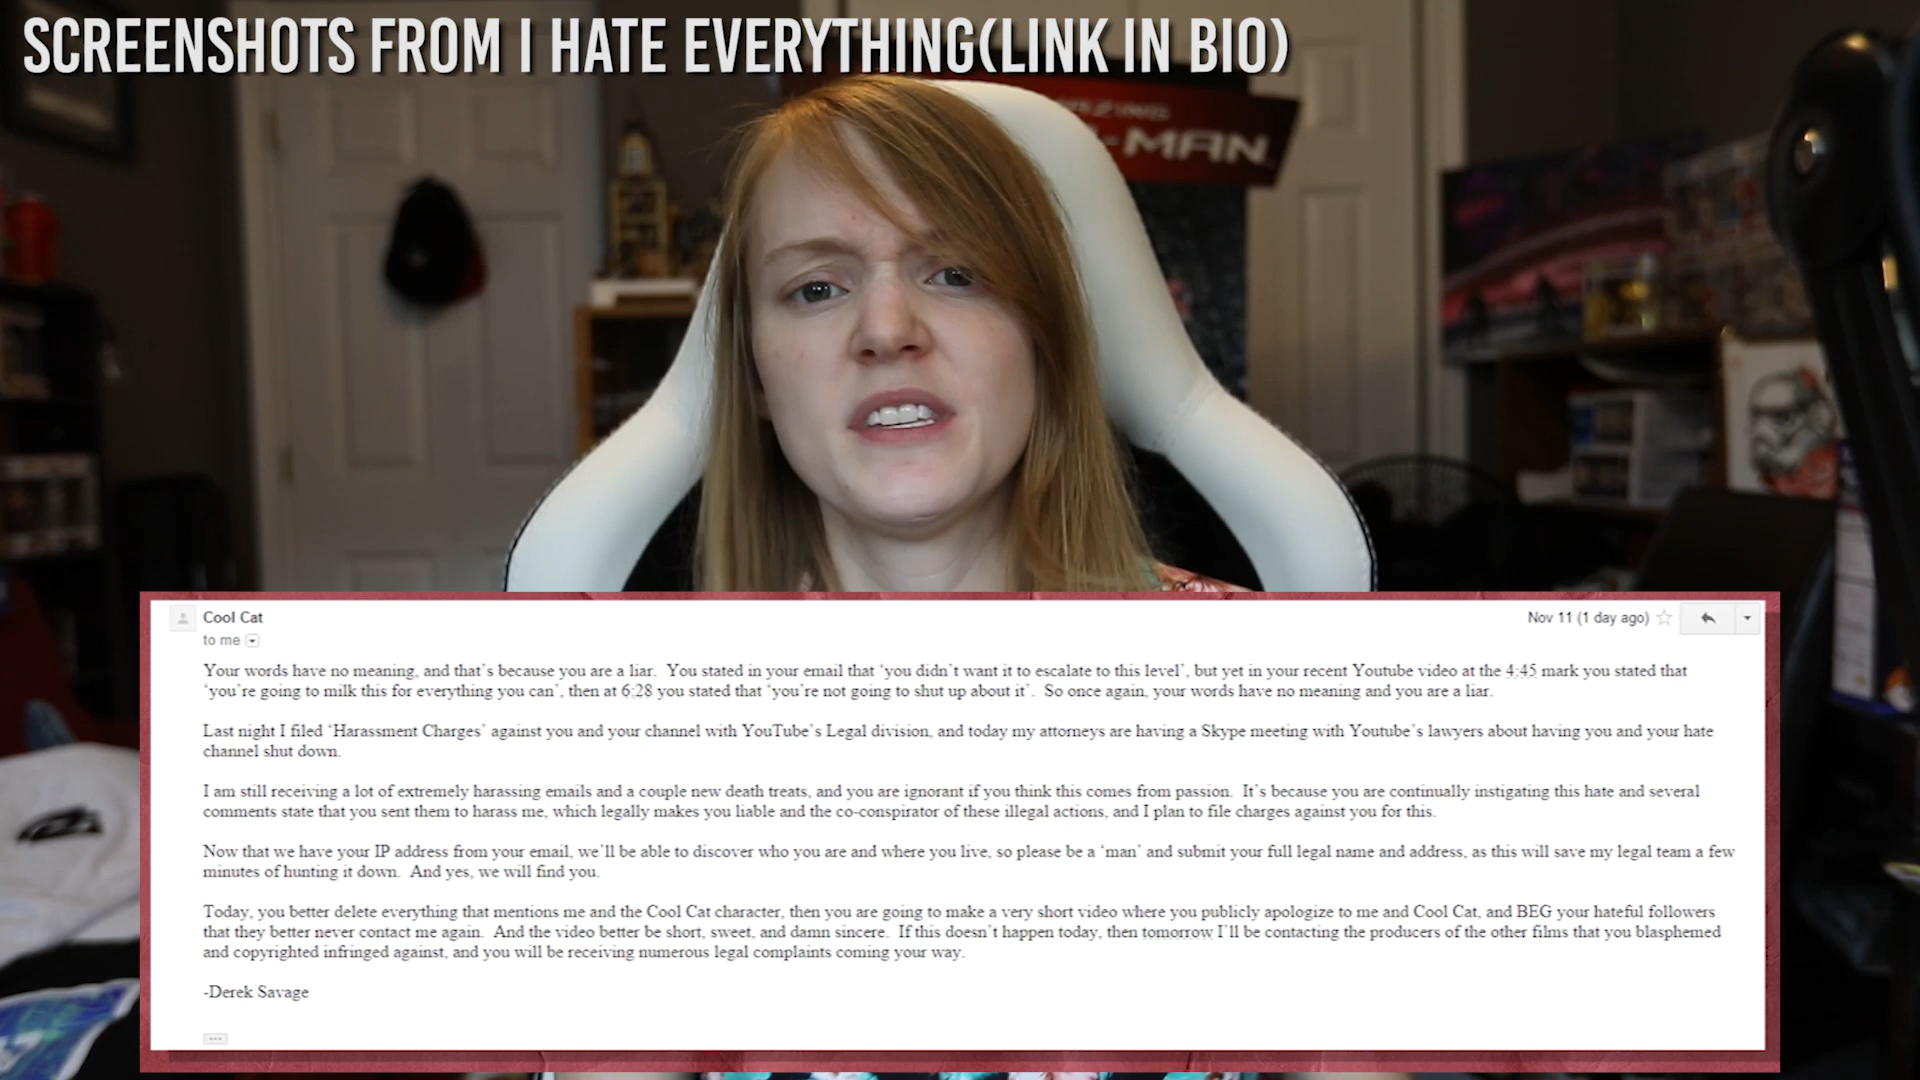 SCREENSHOTS FROM I HATE EVERYTHING(LINK IN BIO)
-MAN
Cool Cat
Nov 11 (1 day ago)
to me
Your words have no meaning, and that's because you are a liar.  You stated in your email that 'you didn't want it to escalate to this level', but yet in your recent Youtube video at the 4:45 mark you stated that
'you're going to milk this for everything you can', then at 6:28 you stated that 'you're not going to shut up about it'.  So once again, your words have no meaning and you are a liar.
Last night I filed 'Harassment Charges' against you and your channel with YouTube's Legal division, and today my attorneys are having a Skype meeting with Youtube's lawyers about having you and your hate
channel shut down.
I am still receiving a lot of extremely harassing emails and a couple new death treats, and you are ignorant if you think this comes from passion.  It's because you are continually instigating this hate and several
comments state that you sent them to harass me, which legally makes you liable and the co-conspirator of these illegal actions, and I plan to file charges against you for this.
Now that we have your IP address from your email, we'll be able to discover who you are and where you live, so please be a 'man' and submit your full legal name and address, as this will save my legal team a few
minutes of hunting it down.  And yes, we will find you.
Today, you better delete everything that mentions me and the Cool Cat character, then you are going to make a very short video where you publicly apologize to me and Cool Cat, and BEG your hateful followers
that they better never contact me again.  And the video better be short, sweet, and damn sincere.  If this doesn't happen today, then tomorrow I'll be contacting the producers of the other films that you blasphemed
and copyrighted infringed against, and you will be receiving numerous legal complaints coming your way.
-Derek Savage